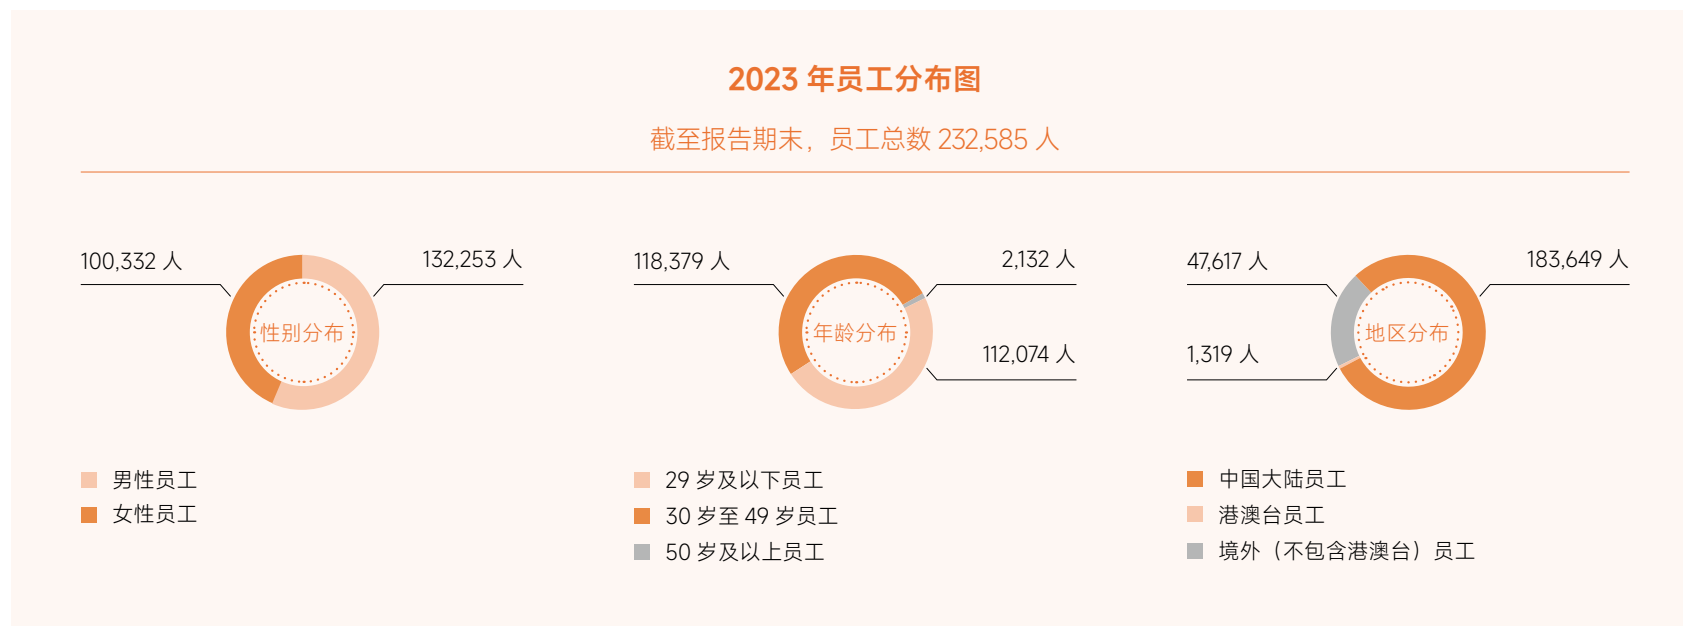 2023 年员工分布图
截至报告期末，员工总数 232,585 人
100,332 人
132,253 人
性别分布
男性员工
女性员工
118,379 人
2,132 人
年龄分布
112,074 人
29 岁及以下员工
30 岁至 49 岁员工
50 岁及以上员工
47,617 人
183,649 人
地区分布
1,319 人
中国大陆员工
港澳台员工
境外（不包含港澳台）员工